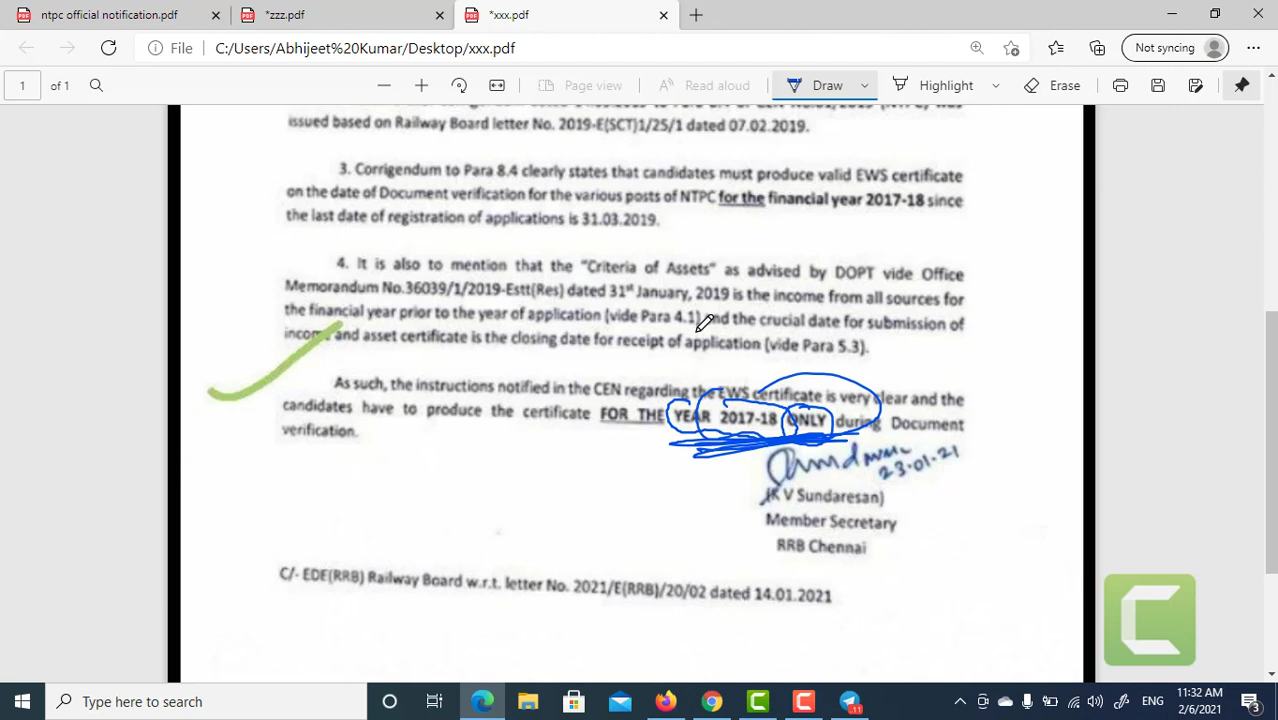 ntpc official notification.pdf
*zzz.pdf
*xxx.pdf
File
C:/Users/Abhijeet%20Kumar/Desktop/xxx.pdf
Not syncing
1 of 1
Page view
Read aloud
Draw
Highlight
Erase
issued based on Railway Board letter No. 2019-E(SCT)1/25/1 dated 07.02.2019.
3. Corrigendum to Para 8.4 clearly states that candidates must produce valid EWS certificate
on the date of Document verification for the various posts of NTPC for the financial year 2017-18 since
the last date of registration of applications is 31.03.2019.
4. It is also to mention that the "Criteria of Assets" as advised by DOPT vide Office
Memorandum No.36039/1/2019-Estt(Res) dated 31st January, 2019 is the income from all sources for
the financial year prior to the year of application (vide Para 4.1) and the crucial date for submission of
income and asset certificate is the closing date for receipt of application (vide Para 5.3).
As such, the instructions notified in the CEN regarding the EWS certificate is very clear and the
candidates have to produce the certificate FOR THE YEAR 2017-18 ONLY during Document
verification.
23-01-21
(K V Sundaresan)
Member Secretary
RRB Chennai
C/- EDE(RRB) Railway Board w.r.t. letter No. 2021/E(RRB)/20/02 dated 14.01.2021
Type here to search
.11
ENG
11:32 AM
2/6/2021
3